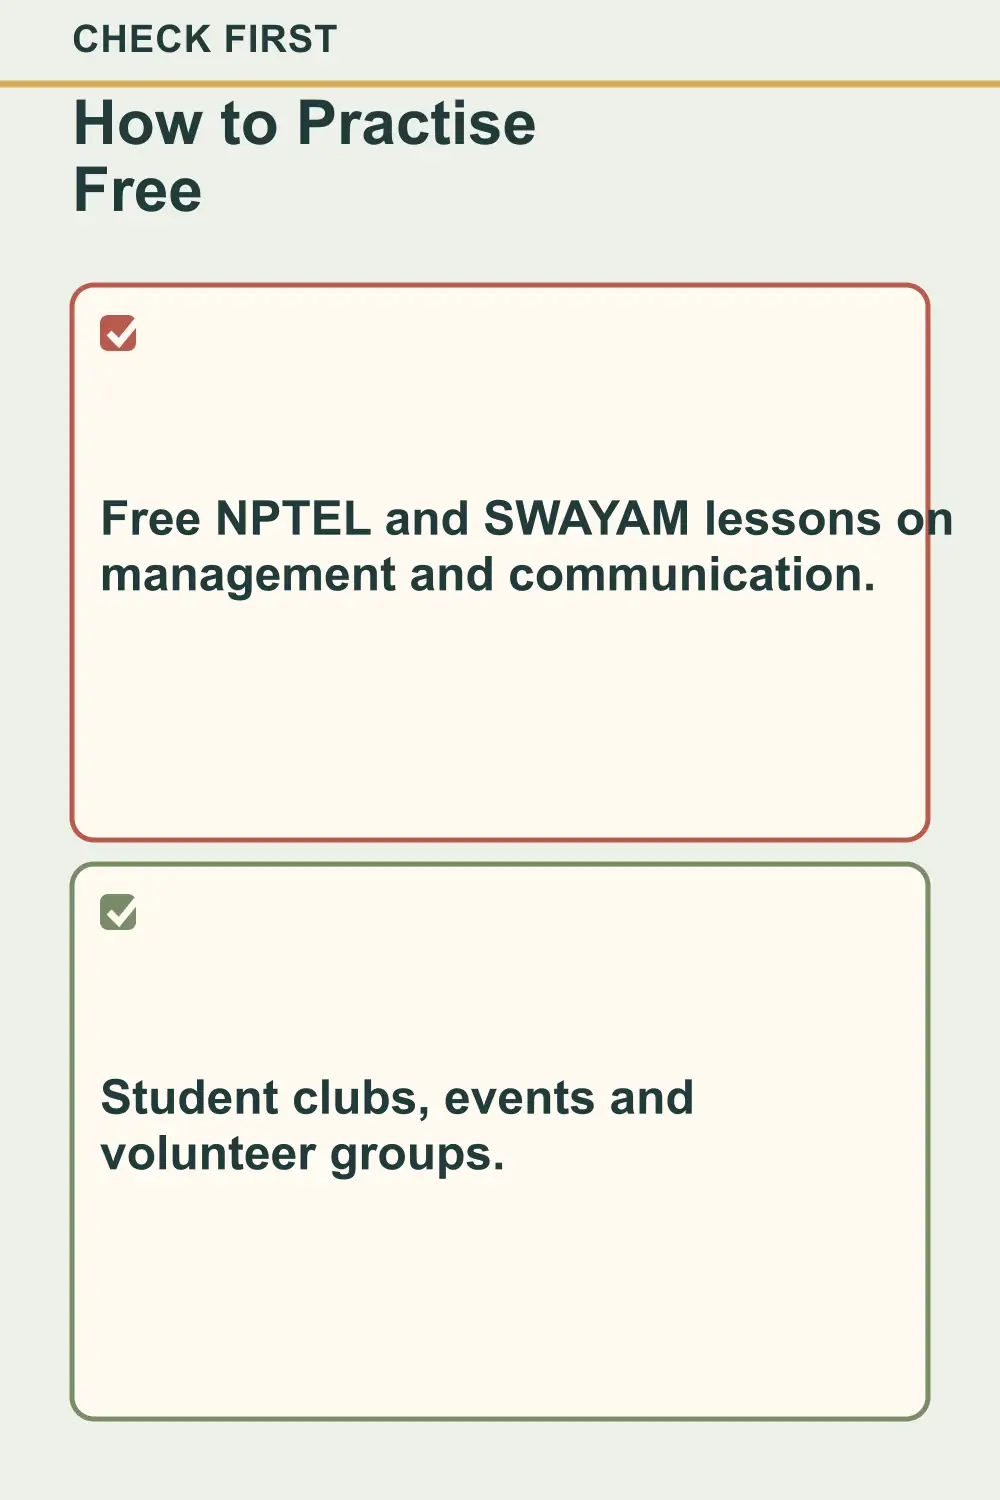 CHECK FIRST
How to Practise
Free
Free NPTEL and SWAYAM lessons on
management and communication.
Student clubs, events and
volunteer groups.